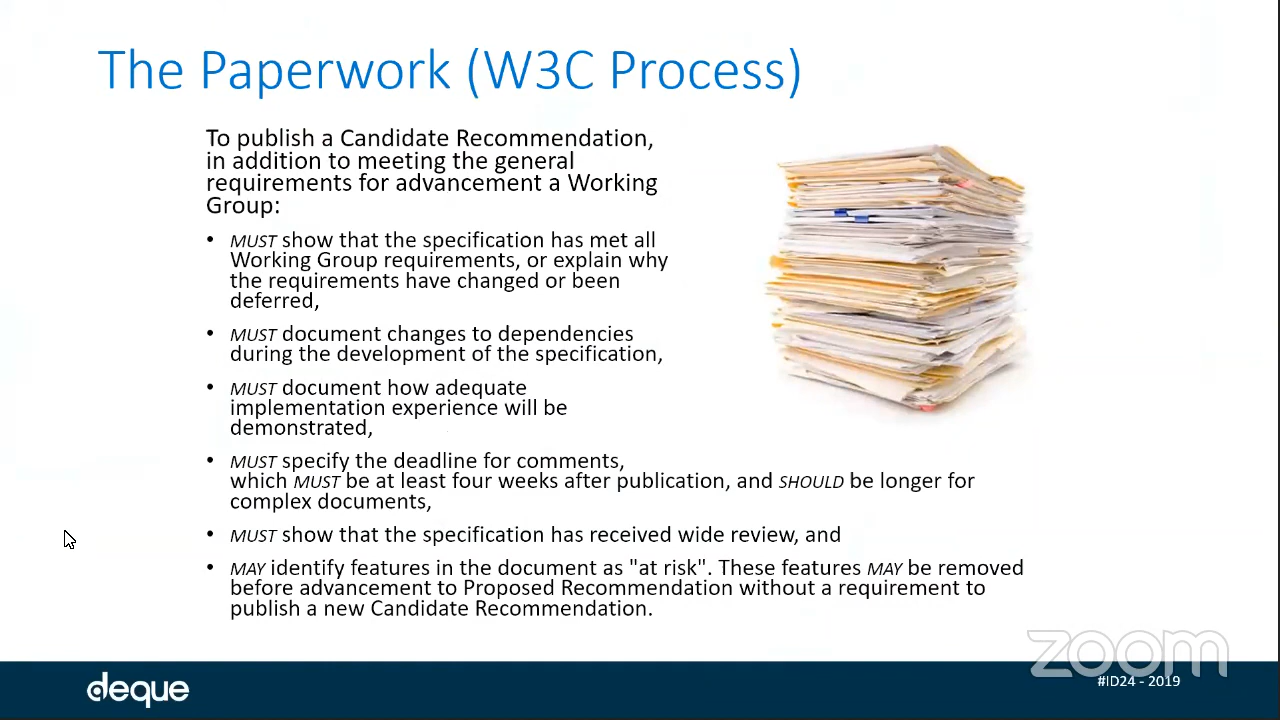 The Paperwork (W3C Process)
To publish a Candidate Recommendation,
in addition to meeting the general
requirements for advancement a Working
Group:
• MUST show that the specification has met all
Working Group requirements, or explain why
the requirements have changed or been
deferred,
• MUST document changes to dependencies
during the development of the specification,
• MUST document how adequate
implementation experience will be
demonstrated,
• MUST specify the deadline for comments,
which MUST be at least four weeks after publication, and SHOULD be longer for
complex documents,
• MUST show that the specification has received wide review, and
• MAY identify features in the document as "at risk". These features MAY be removed
before advancement to Proposed Recommendation without a requirement to
publish a new Candidate Recommendation.
zoom
deque
#ID24 - 2019